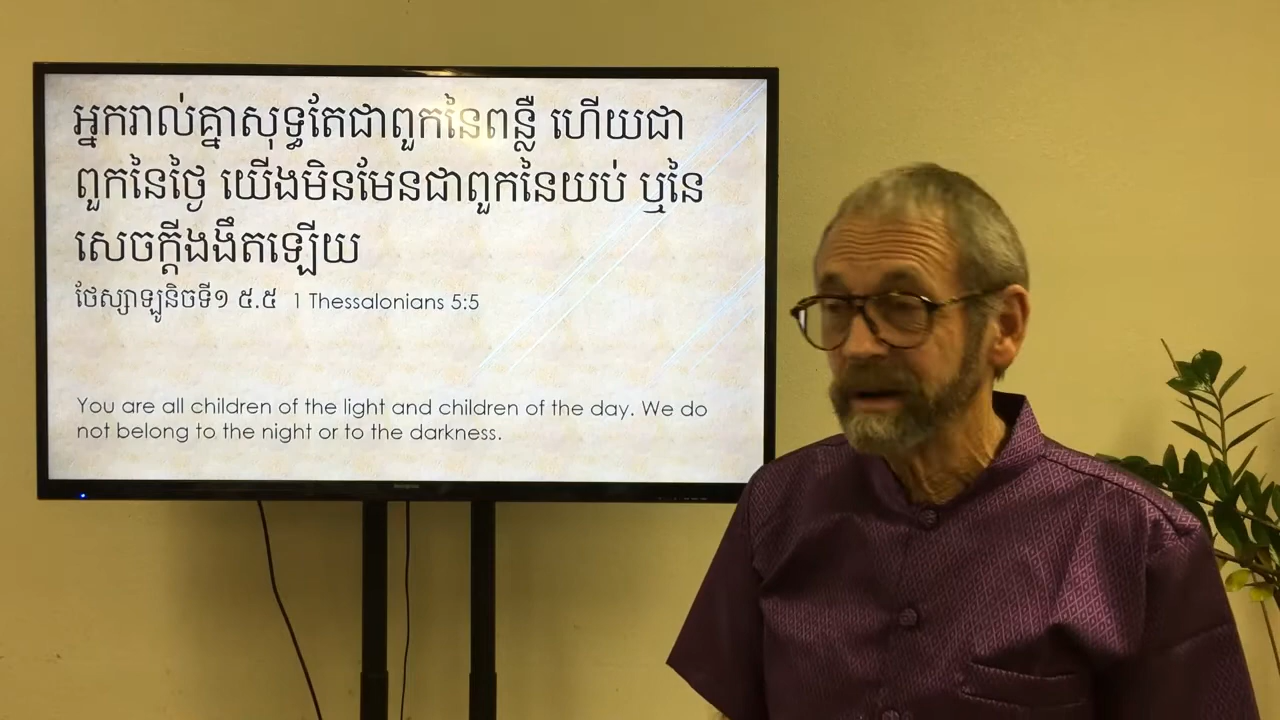 អ្នករាល់គ្នាសុទ្ធតែជាពួកនៃពន្លឺ ហើយជា
ពួកនៃថ្ងៃ យើងមិនមែនជាពួកនៃយប់ ឬនៃ
សេចក្ដីងងឹតឡើយ
ថែស្សាឡូនិចទី១ ៥.៥ 1 Thessalonians 5:5
You are all children of the light and children of the day. We do
not belong to the night or to the darkness.